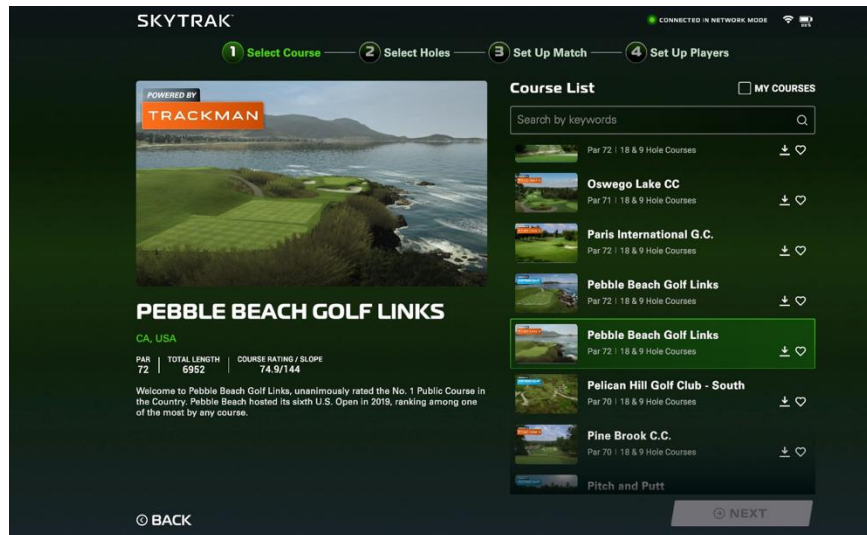 SKYTRAK
CONNECTED IN NETWORK MODE
1 Select Course
2 Select Holes
3 Set Up Match
4 Set Up Players
POWERED BY
TRACKMAN
PEBBLE BEACH GOLF LINKS
CA, USA
PAR
72
TOTAL LENGTH
6952
COURSE RATING / SLOPE
74.9/144
Welcome to Pebble Beach Golf Links, unanimously rated the No. 1 Public Course in
the Country. Pebble Beach hosted its sixth U.S. Open in 2019, ranking among one
of the most by any course.
Course List
MY COURSES
Search by keywords
Par 72 | 18 & 9 Hole Courses
Oswego Lake CC
Par 71 | 18 & 9 Hole Courses
Paris International G.C.
Par 72 | 18 & 9 Hole Courses
Pebble Beach Golf Links
Par 72 | 18 & 9 Hole Courses
Pebble Beach Golf Links
Par 72 | 18 & 9 Hole Courses
Pelican Hill Golf Club - South
Par 70 | 18 & 9 Hole Courses
Pine Brook C.C.
Par 70 | 18 & 9 Hole Courses
Pitch and Putt
BACK
NEXT